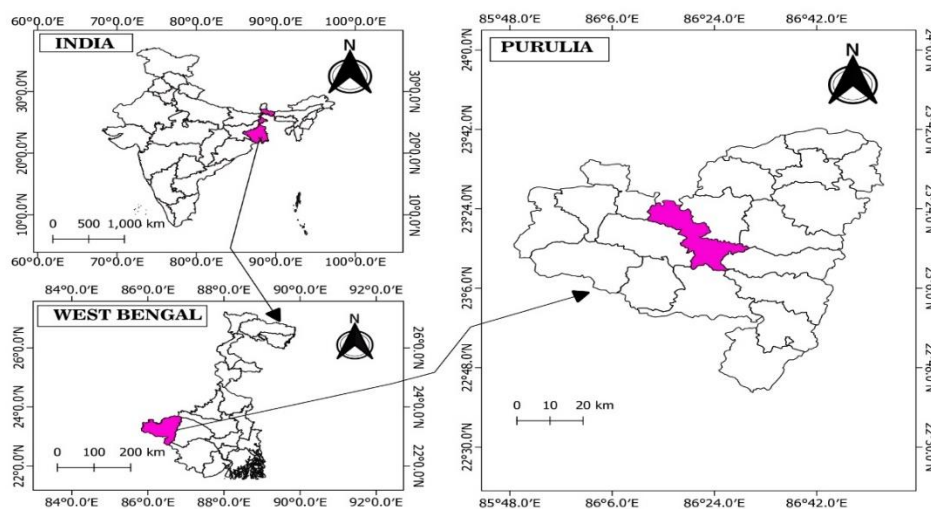 60°0.0'E 70°0.0'E 80°0.0'E 90°0.0'E 100°0.0'E
INDIA
N
30°0.0'N
20°0.0'N
10°0.0'N
30°0.0'N
20°0.0'N
10°0.0'N
0 500 1,000 km
60°0.0'E 70°0.0'E 80°0.0'E 90°0.0'E 100°0.0'E
84°0.0'E 86°0.0'E 88°0.0'E 90°0.0'E 92°0.0'E
WEST BENGAL
N
26°0.0'N
24°0.0'N
22°0.0'N
26°0.0'N
24°0.0'N
22°0.0'N
0 100 200 km
84°0.0'E 86°0.0'E 88°0.0'E 90°0.0'E 92°0.0'E
85°48.0'E 86°6.0'E 86°24.0'E 86°42.0'E
PURULIA
N
24°0.0'N
23°42.0'N
23°24.0'N
23°6.0'N
22°48.0'N
22°30.0'N
0 10 20 km
85°48.0'E 86°6.0'E 86°24.0'E 86°42.0'E